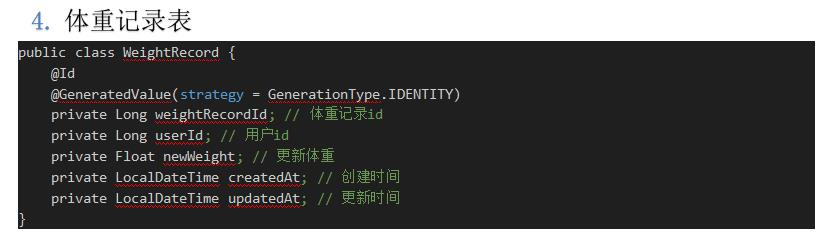 4. 体重记录表
public class WeightRecord {
    @Id
    @GeneratedValue(strategy = GenerationType.IDENTITY)
    private Long weightRecordId; // 体重记录id
    private Long userId; // 用户id
    private Float newWeight; // 更新体重
    private LocalDateTime createdAt; // 创建时间
    private LocalDateTime updatedAt; // 更新时间
}